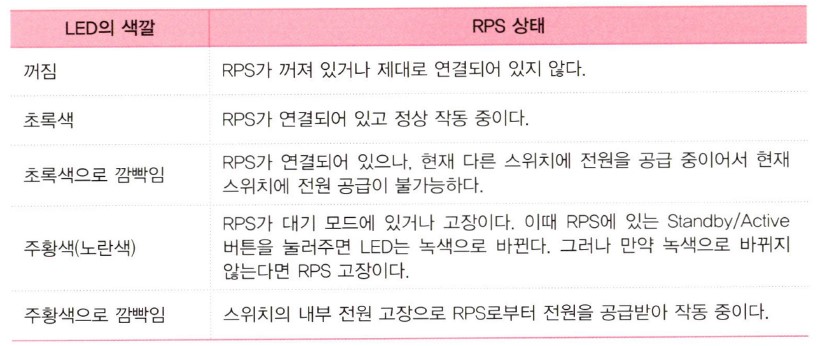 LED의 색깔 RPS 상태
꺼짐 RPS가 꺼져 있거나 제대로 연결되어 있지 않다.
초록색 RPS가 연결되어 있고 정상 작동 중이다.
초록색으로 깜빡임 RPS가 연결되어 있으나, 현재 다른 스위치에 전원을 공급 중이어서 현재
스위치에 전원 공급이 불가능하다.
주황색(노란색) RPS가 대기 모드에 있거나 고장이다. 이때 RPS에 있는 Standby/Active
버튼을 눌러주면 LED는 녹색으로 바뀐다. 그러나 만약 녹색으로 바뀌지
않는다면 RPS 고장이다.
주황색으로 깜빡임 스위치의 내부 전원 고장으로 RPS로부터 전원을 공급받아 작동 중이다.